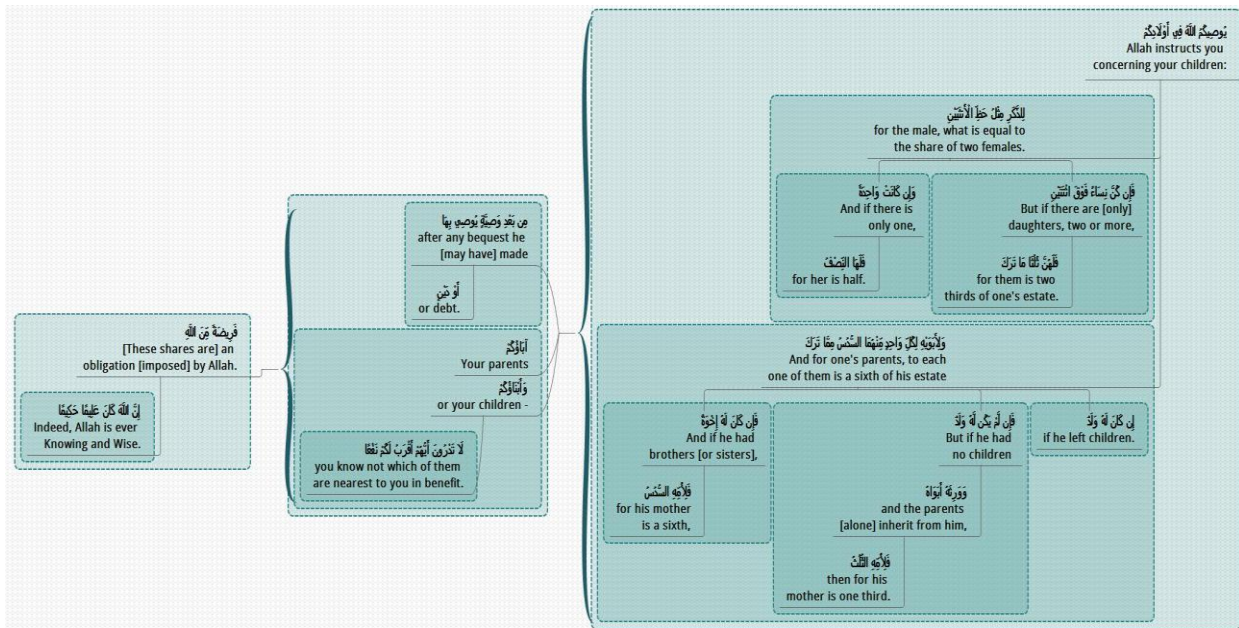 يُوصِيكُمُ اللَّهُ فِي أَوْلَادِكُمْ
Allah instructs you
concerning your children:
لِلذَّكَرِ مِثْلُ حَظِّ الْأُنثَيَيْنِ
for the male, what is equal to
the share of two females.
فَإِن كُنَّ نِسَاءً فَوْقَ اثْنَتَيْنِ
But if there are [only]
daughters, two or more,
فَلَهُنَّ ثُلُثَا مَا تَرَكَ
for them is two
thirds of one's estate.
وَإِن كَانَتْ وَاحِدَةً
And if there is
only one,
فَلَهَا النِّصْفُ
for her is half.
وَلِأَبَوَيْهِ لِكُلِّ وَاحِدٍ مِّنْهُمَا السُّدُسُ مِمَّا تَرَكَ
And for one's parents, to each
one of them is a sixth of his estate
إِن كَانَ لَهُ وَلَدٌ
if he left children.
فَإِن لَّمْ يَكُن لَّهُ وَلَدٌ
But if he had
no children
وَوَرِثَهُ أَبَوَاهُ
and the parents
[alone] inherit from him,
فَلِأُمِّهِ الثُّلُثُ
then for his
mother is one third.
فَإِن كَانَ لَهُ إِخْوَةٌ
And if he had
brothers [or sisters],
فَلِأُمِّهِ السُّدُسُ
for his mother
is a sixth,
مِن بَعْدِ وَصِيَّةٍ يُوصِي بِهَا
after any bequest he
[may have] made
أَوْ دَيْنٍ
or debt.
آبَاؤُكُمْ
Your parents
وَأَبْنَاؤُكُمْ
or your children -
لَا تَدْرُونَ أَيُّهُمْ أَقْرَبُ لَكُمْ نَفْعًا
you know not which of them
are nearest to you in benefit.
فَرِيضَةً مِّنَ اللَّهِ
[These shares are] an
obligation [imposed] by Allah.
إِنَّ اللَّهَ كَانَ عَلِيمًا حَكِيمًا
Indeed, Allah is ever
Knowing and Wise.